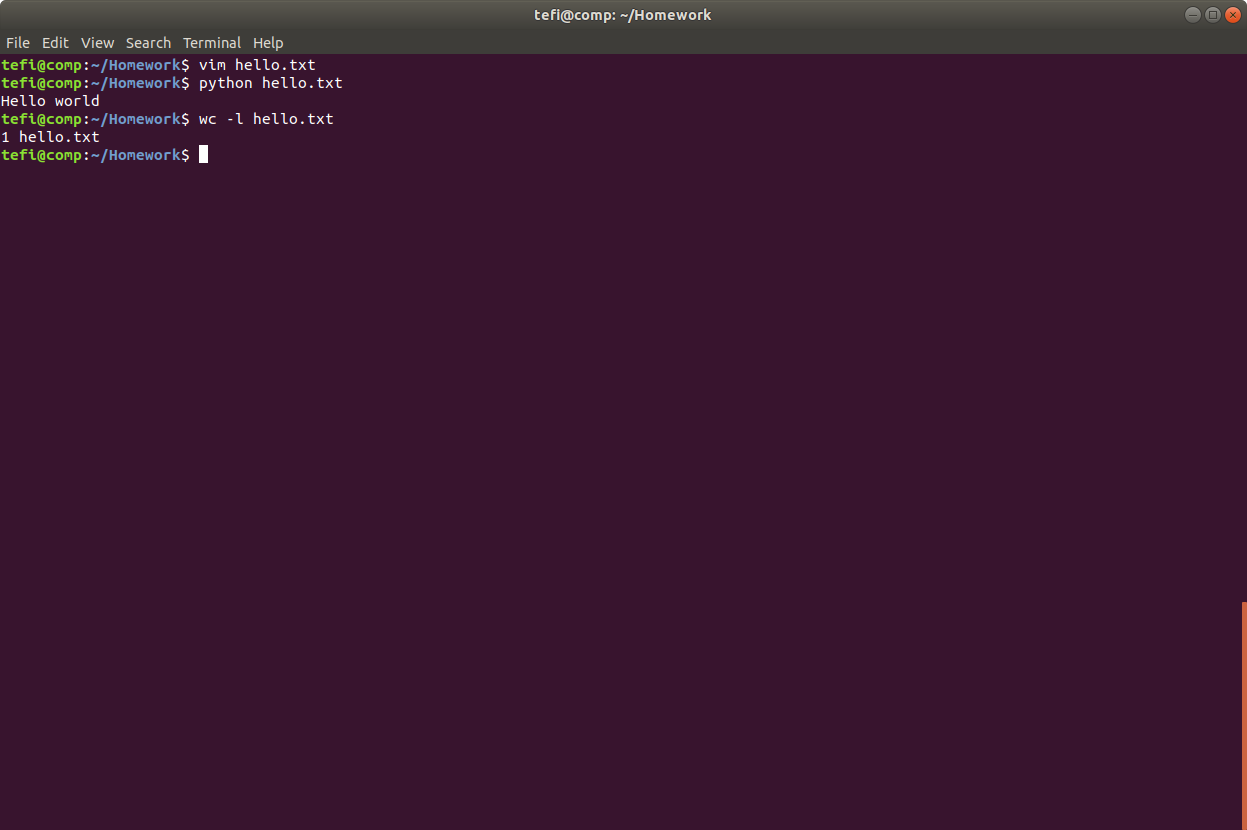 tefi@comp: ~/Homework
File Edit View Search Terminal Help
tefi@comp:~/Homework$ vim hello.txt
tefi@comp:~/Homework$ python hello.txt
Hello world
tefi@comp:~/Homework$ wc -l hello.txt
1 hello.txt
tefi@comp:~/Homework$